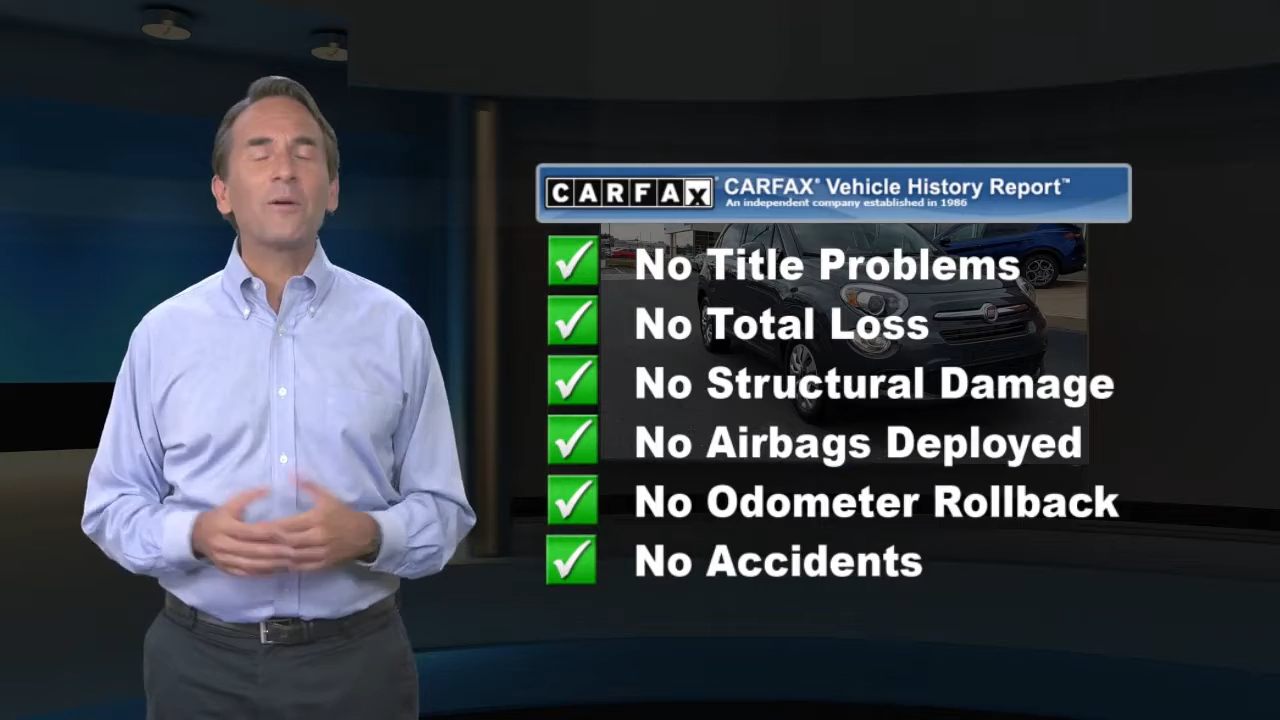 CARFAX® CARFAX® Vehicle History Report™
An independent company established in 1986
No Title Problems
No Total Loss
No Structural Damage
No Airbags Deployed
No Odometer Rollback
No Accidents